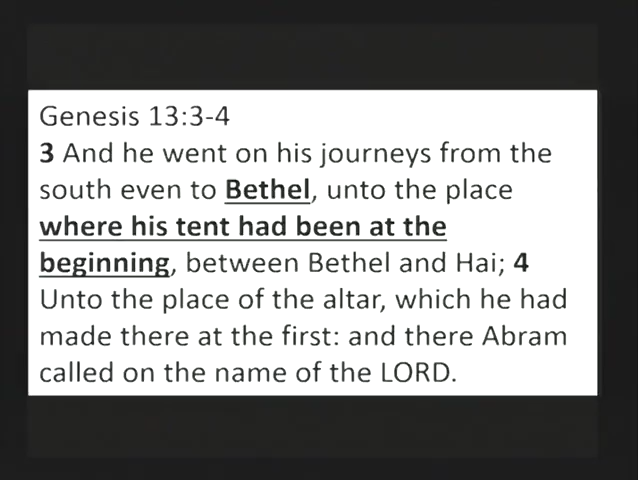 Genesis 13:3-4
3 And he went on his journeys from the
south even to Bethel, unto the place
where his tent had been at the
beginning, between Bethel and Hai; 4
Unto the place of the altar, which he had
made there at the first: and there Abram
called on the name of the LORD.